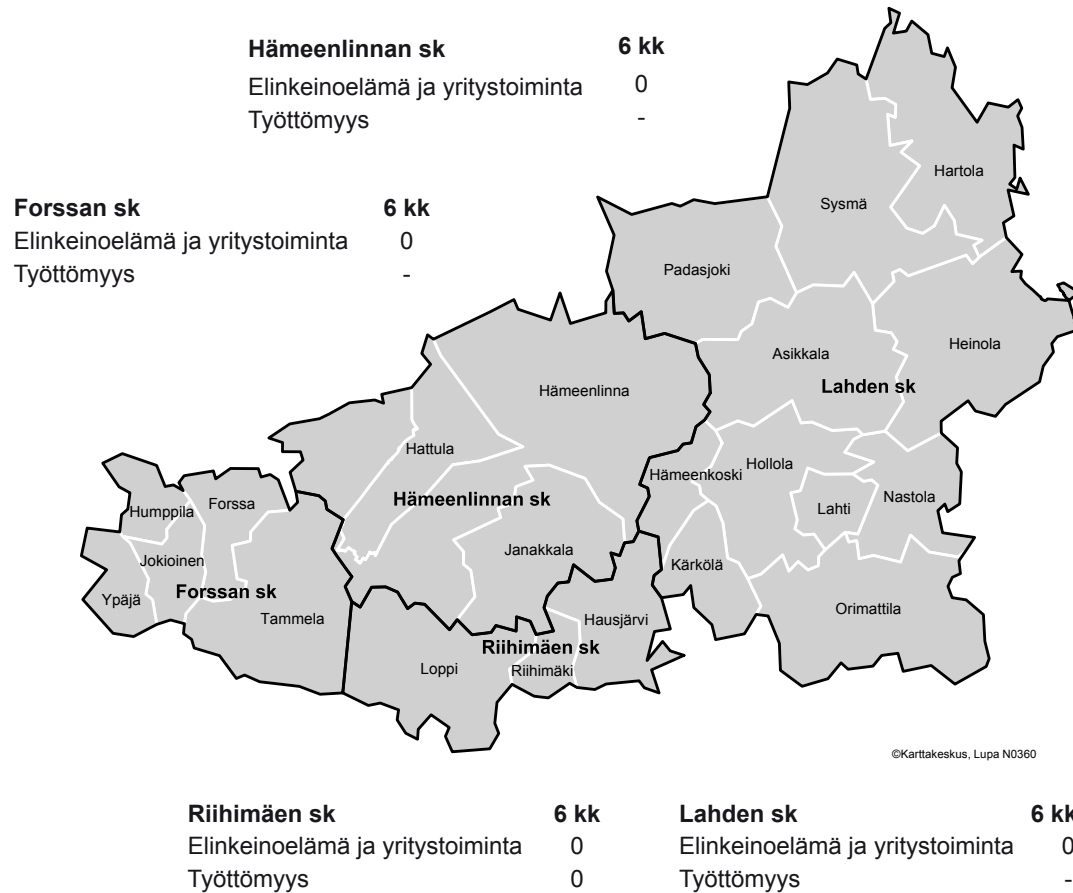 Hämeenlinnan sk 6 kk
Elinkeinoelämä ja yritystoiminta 0
Työttömyys -
Forssan sk 6 kk
Elinkeinoelämä ja yritystoiminta 0
Työttömyys -
Hartola
Sysmä
Padasjoki
Heinola
Asikkala
Lahden sk
Hämeenlinna
Hattula
Hämeenkoski
Hollola
Nastola
Lahti
Hämeenlinnan sk
Humppila
Forssa
Janakkala
Jokioinen
Kärkölä
Ypäjä
Forssan sk
Tammela
Hausjärvi
Orimattila
Riihimäen sk
Loppi
Riihimäki
©Karttakeskus, Lupa N0360
Riihimäen sk 6 kk
Elinkeinoelämä ja yritystoiminta 0
Työttömyys 0
Lahden sk 6 kk
Elinkeinoelämä ja yritystoiminta 0
Työttömyys -